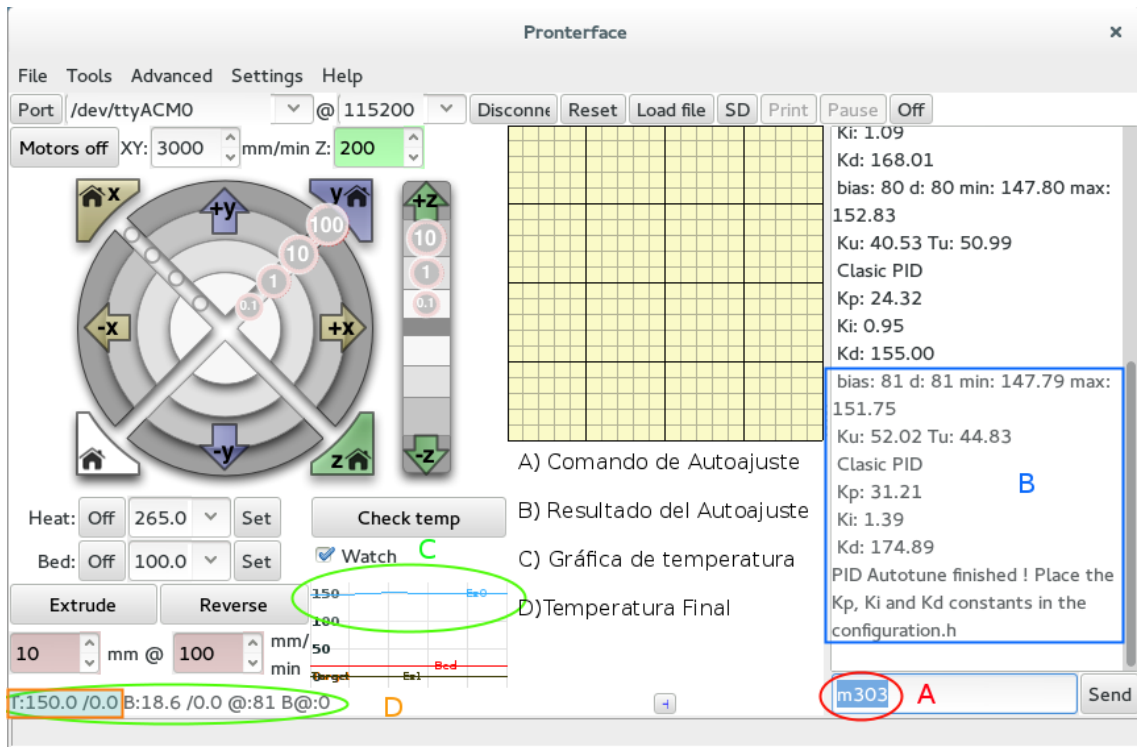 Pronterface
File Tools Advanced Settings Help
Port /dev/ttyACM0 @ 115200 Disconne Reset Load file SD Print Pause Off
Motors off XY: 3000 mm/min Z: 200
x y +y +z
100
10
1
0.1
10
1
0.1
-x +x
-y z -z
Heat: Off 265.0 Set Check temp
Bed: Off 100.0 Set Watch C
Extrude Reverse
10 mm @ 100 mm/
min
150 Ex0
100
50
Bed
Target Ex1
T:150.0 /0.0 B:18.6 /0.0 @:81 B@:0 D
A) Comando de Autoajuste
B) Resultado del Autoajuste
C) Gráfica de temperatura
D)Temperatura Final
Ki: 1.09
Kd: 168.01
bias: 80 d: 80 min: 147.80 max:
152.83
Ku: 40.53 Tu: 50.99
Clasic PID
Kp: 24.32
Ki: 0.95
Kd: 155.00
bias: 81 d: 81 min: 147.79 max:
151.75
Ku: 52.02 Tu: 44.83
Clasic PID
Kp: 31.21 B
Ki: 1.39
Kd: 174.89
PID Autotune finished ! Place the
Kp, Ki and Kd constants in the
configuration.h
m303 A Send